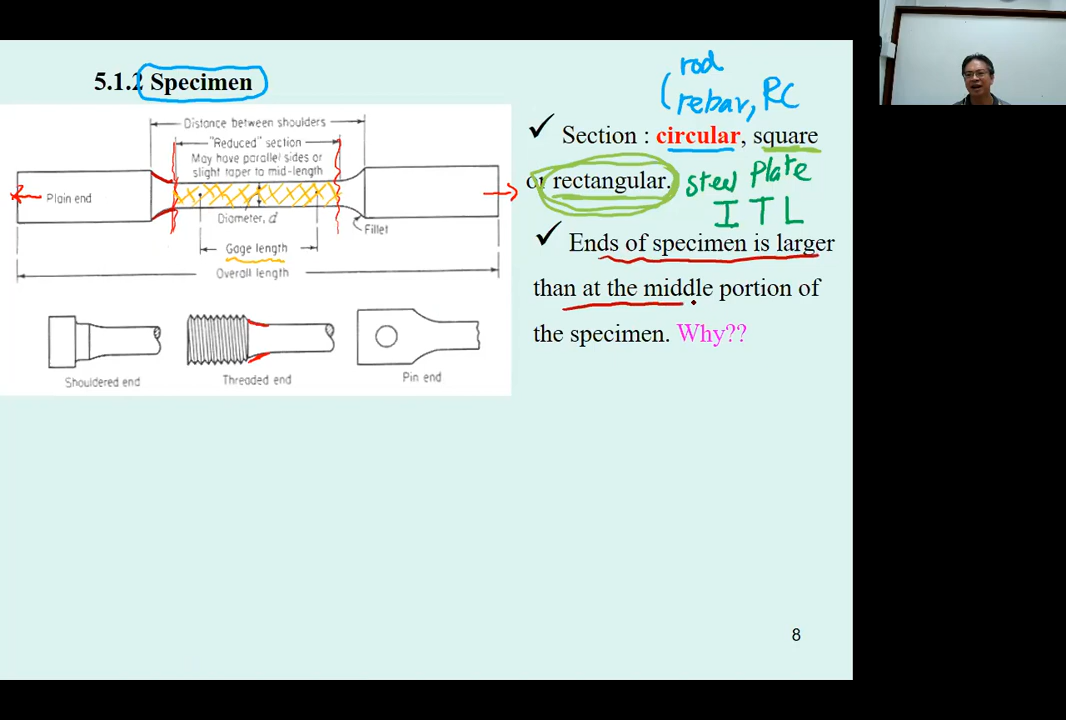 5.1.2 Specimen
Distance between shoulders
"Reduced" section
May have parallel sides or
slight taper to mid-length
Plain end
Diameter, d
Fillet
Gage length
Overall length
Shouldered end
Threaded end
Pin end
rod
(rebar, RC
✓ Section : circular, square
or rectangular.
steel Plate
I T L
✓ Ends of specimen is larger
than at the middle portion of
the specimen. Why??
8